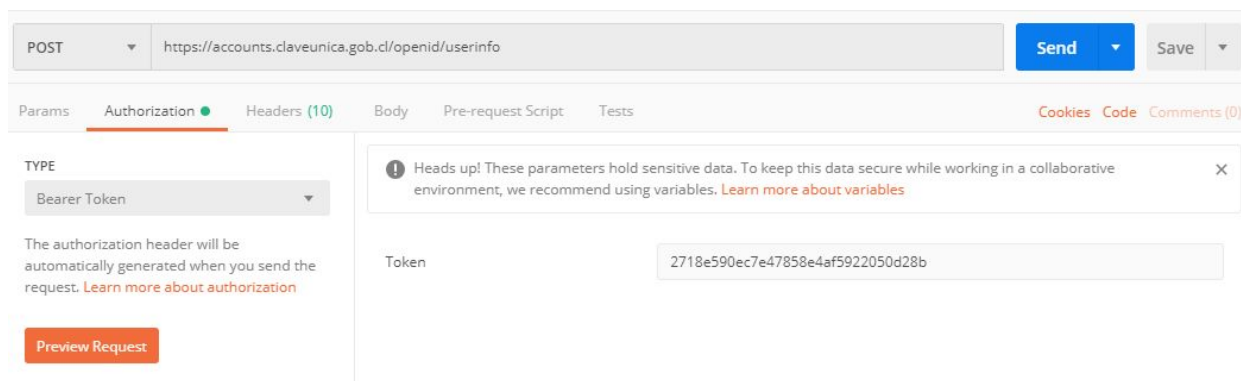 POST https://accounts.claveunica.gob.cl/openid/userinfo Send Save
Params Authorization Headers (10) Body Pre-request Script Tests Cookies Code Comments (0)
TYPE
Bearer Token
The authorization header will be
automatically generated when you send the
request. Learn more about authorization
Preview Request
Heads up! These parameters hold sensitive data. To keep this data secure while working in a collaborative
environment, we recommend using variables. Learn more about variables
Token 2718e590ec7e47858e4af5922050d28b